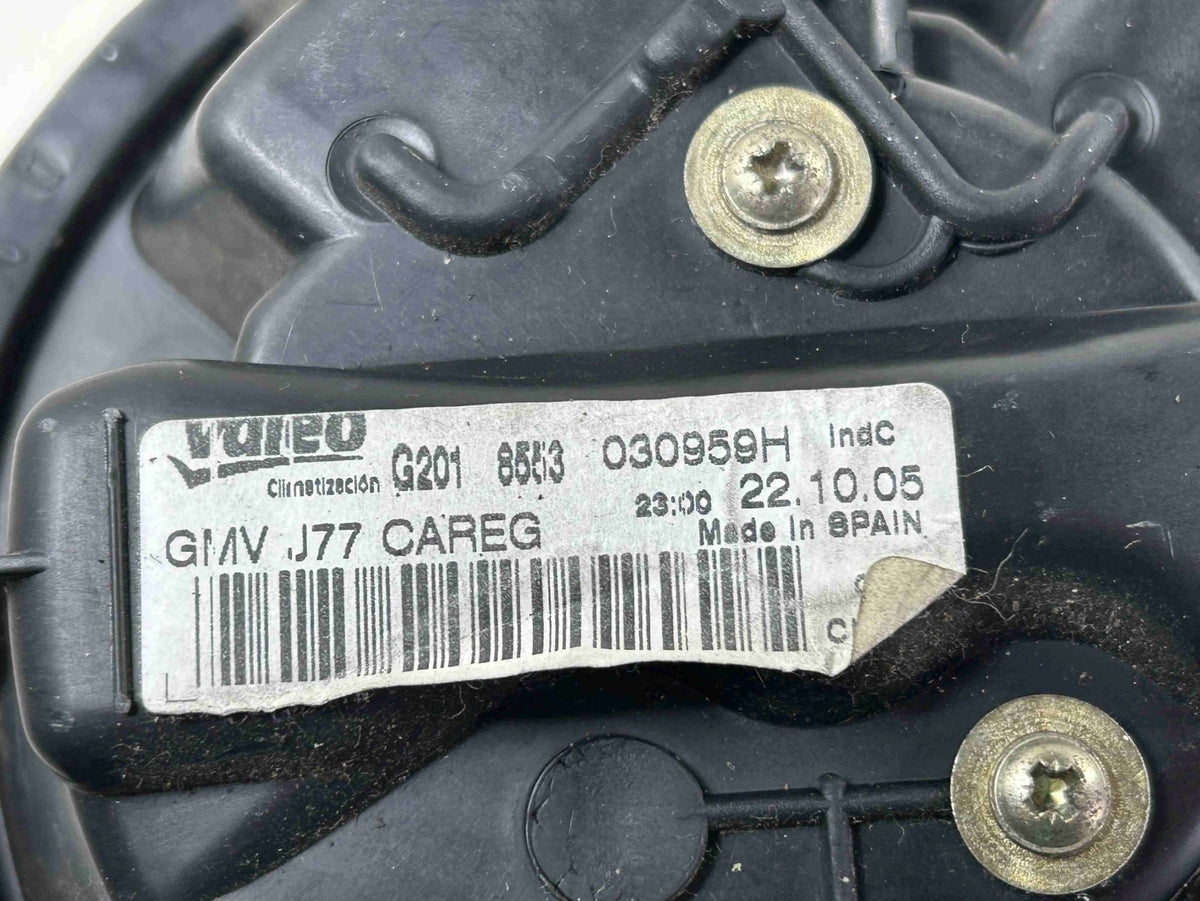 Valeo
Climatización G201 8553 030959H IndC
23:00 22.10.05
GMV J77 CAREG Made In SPAIN